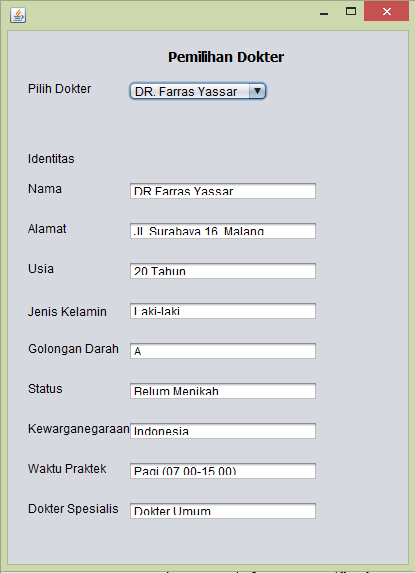 Pemilihan Dokter
Pilih Dokter DR. Farras Yassar
Identitas
Nama DR Farras Yassar
Alamat Jl. Surabaya 16, Malang
Usia 20 Tahun
Jenis Kelamin Laki-laki
Golongan Darah A
Status Belum Menikah
Kewarganegaraan Indonesia
Waktu Praktek Pagi (07.00-15.00)
Dokter Spesialis Dokter Umum